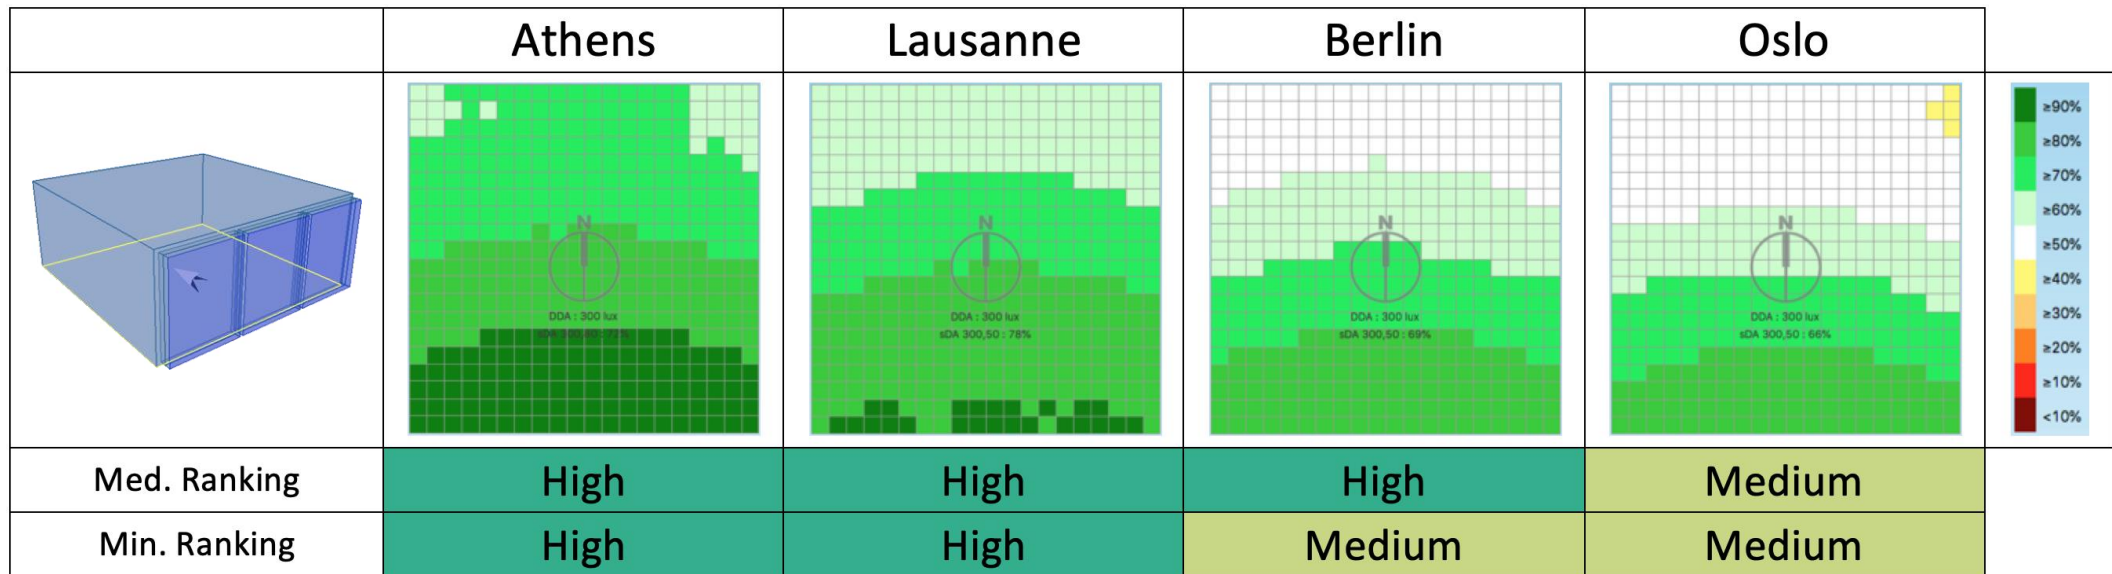 Athens
Lausanne
Berlin
Oslo
N
DDA : 300 lux
N
DDA : 300 lux
sDA 300,50 : 78%
N
DDA : 300 lux
sDA 300,50 : 69%
N
DDA : 300 lux
sDA 300,50 : 66%
≥90%
≥80%
≥70%
≥60%
≥50%
≥40%
≥30%
≥20%
≥10%
<10%
Med. Ranking
High
High
High
Medium
Min. Ranking
High
High
Medium
Medium